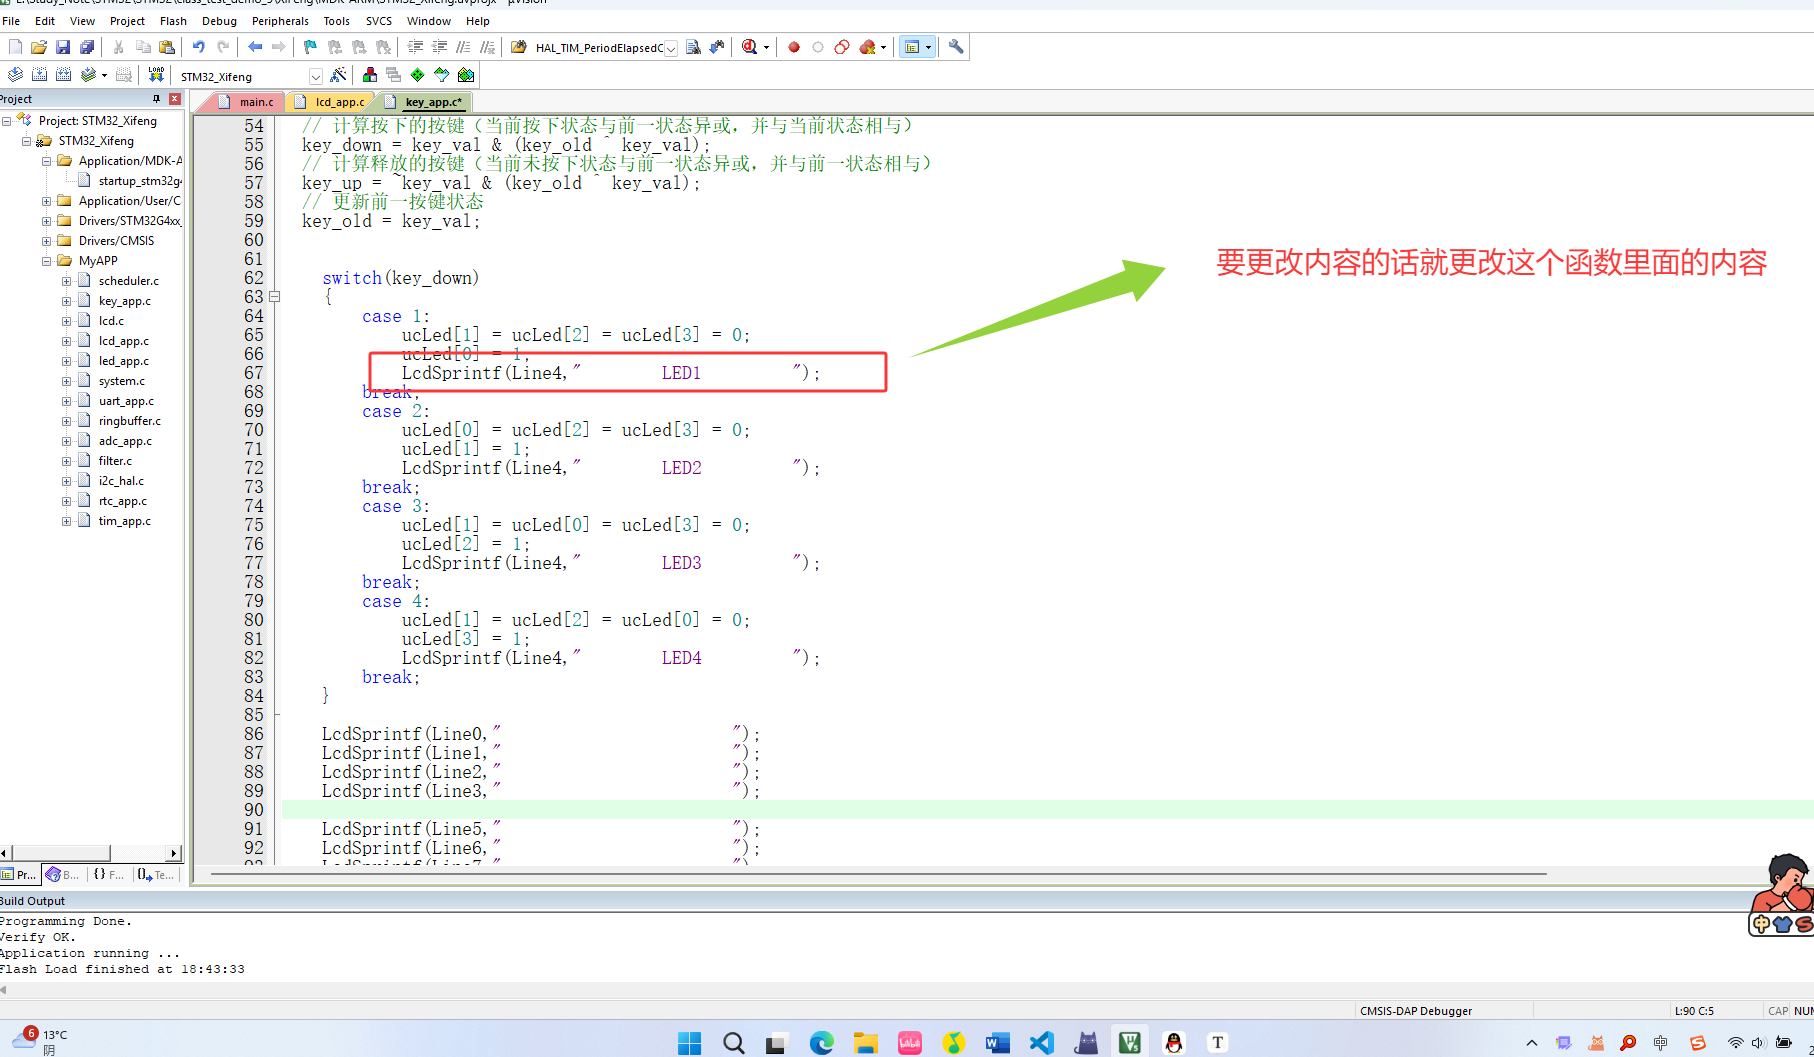 File Edit View Project Flash Debug Peripherals Tools SVCS Window Help
HAL_TIM_PeriodElapsedC
LOAD STM32_Xifeng
Project
main.c lcd_app.c key_app.c*
Project: STM32_Xifeng
STM32_Xifeng
Application/MDK-A
startup_stm32g4
Application/User/C
Drivers/STM32G4xx_
Drivers/CMSIS
MyAPP
scheduler.c
key_app.c
lcd.c
lcd_app.c
led_app.c
system.c
uart_app.c
ringbuffer.c
adc_app.c
filter.c
i2c_hal.c
rtc_app.c
tim_app.c
54 // 计算按下的按键（当前按下状态与前一状态异或，并与当前状态相与）
55 key_down = key_val & (key_old ^ key_val);
56 // 计算释放的按键（当前未按下状态与前一状态异或，并与前一状态相与）
57 key_up = ~key_val & (key_old ^ key_val);
58 // 更新前一按键状态
59 key_old = key_val;
60
61
62 switch(key_down)
63 {
64 case 1:
65 ucLed[1] = ucLed[2] = ucLed[3] = 0;
66 ucLed[0] = 1;
67 LcdSprintf(Line4,"        LED1         ");
68 break;
69 case 2:
70 ucLed[0] = ucLed[2] = ucLed[3] = 0;
71 ucLed[1] = 1;
72 LcdSprintf(Line4,"        LED2         ");
73 break;
74 case 3:
75 ucLed[1] = ucLed[0] = ucLed[3] = 0;
76 ucLed[2] = 1;
77 LcdSprintf(Line4,"        LED3         ");
78 break;
79 case 4:
80 ucLed[1] = ucLed[2] = ucLed[0] = 0;
81 ucLed[3] = 1;
82 LcdSprintf(Line4,"        LED4         ");
83 break;
84 }
85
86 LcdSprintf(Line0,"                       ");
87 LcdSprintf(Line1,"                       ");
88 LcdSprintf(Line2,"                       ");
89 LcdSprintf(Line3,"                       ");
90
91 LcdSprintf(Line5,"                       ");
92 LcdSprintf(Line6,"                       ");
要更改内容的话就更改这个函数里面的内容
Pr... B... {} F... Te...
Build Output
Programming Done.
Verify OK.
Application running ...
Flash Load finished at 18:43:33
CMSIS-DAP Debugger L:90 C:5 CAP NUM
中 S
6 13°C
阴
中